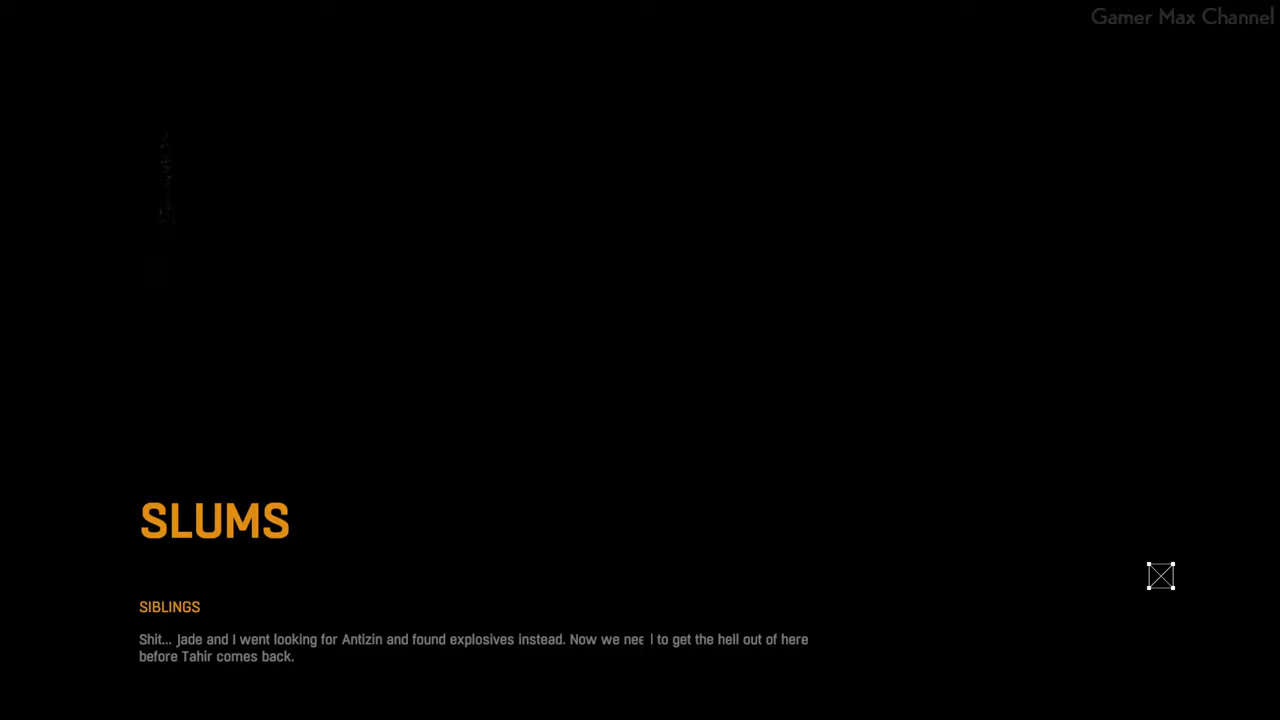 Gamer Max Channel
SLUMS
SIBLINGS
Shit... Jade and I went looking for Antizin and found explosives instead. Now we nee l to get the hell out of here
before Tahir comes back.